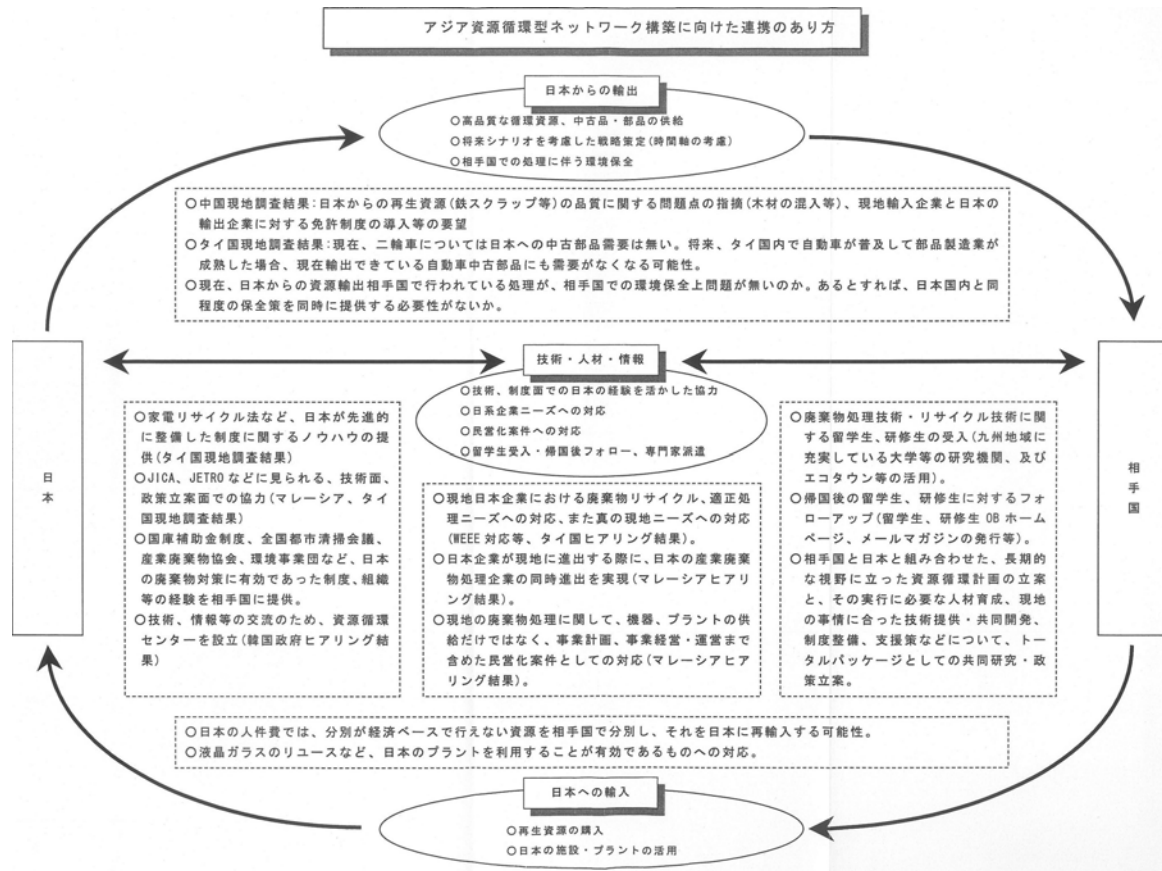 アジア資源循環型ネットワーク構築に向けた連携のあり方
日本からの輸出
○高品質な循環資源、中古品・部品の供給
○将来シナリオを考慮した戦略策定(時間軸の考慮)
○相手国での処理に伴う環境保全
○中国現地調査結果:日本からの再生資源(鉄スクラップ等)の品質に関する問題点の指摘(木材の混入等)、現地輸入企業と日本の
輸出企業に対する免許制度の導入等の要望
○タイ国現地調査結果:現在、二輪車については日本への中古部品需要は無い。将来、タイ国内で自動車が普及して部品製造業が
成熟した場合、現在輸出できている自動車中古部品にも需要がなくなる可能性。
○現在、日本からの資源輸出相手国で行われている処理が、相手国での環境保全上問題が無いのか。あるとすれば、日本国内と同
程度の保全策を同時に提供する必要性がないか。
日本
技術・人材・情報
○技術、制度面での日本の経験を活かした協力
○日系企業ニーズへの対応
○民営化案件への対応
○留学生受入・帰国後フォロー、専門家派遣
相手国
○家電リサイクル法など、日本が先進的
に整備した制度に関するノウハウの提
供(タイ国現地調査結果)
○JICA、JETROなどに見られる、技術面、
政策立案面での協力(マレーシア、タイ
国現地調査結果)
○国庫補助金制度、全国都市清掃会議、
産業廃棄物協会、環境事業団など、日本
の廃棄物対策に有効であった制度、組織
等の経験を相手国に提供。
○技術、情報等の交流のため、資源循環
センターを設立(韓国政府ヒアリング結
果)
○現地日本企業における廃棄物リサイクル、適正処
理ニーズへの対応、また真の現地ニーズへの対応
(WEEE対応等、タイ国ヒアリング結果)。
○日本企業が現地に進出する際に、日本の産業廃棄
物処理企業の同時進出を実現(マレーシアヒアリ
ング結果)。
○現地の廃棄物処理に関して、機器、プラントの供
給だけではなく、事業計画、事業経営・運営まで
含めた民営化案件としての対応(マレーシアヒア
リング結果)。
○廃棄物処理技術・リサイクル技術に関
する留学生、研修生の受入(九州地域に
充実している大学等の研究機関、及び
エコタウン等の活用)。
○帰国後の留学生、研修生に対するフォ
ローアップ(留学生、研修生OBホーム
ページ、メールマガジンの発行等)。
○相手国と日本と組み合わせた、長期的
な視野に立った資源循環計画の立案
と、その実行に必要な人材育成、現地
の事情に合った技術提供・共同開発、
制度整備、支援策などについて、トー
タルパッケージとしての共同研究・政
策立案。
○日本の人件費では、分別が経済ベースで行えない資源を相手国で分別し、それを日本に再輸入する可能性。
○液晶ガラスのリユースなど、日本のプラントを利用することが有効であるものへの対応。
日本への輸入
○再生資源の購入
○日本の施設・プラントの活用